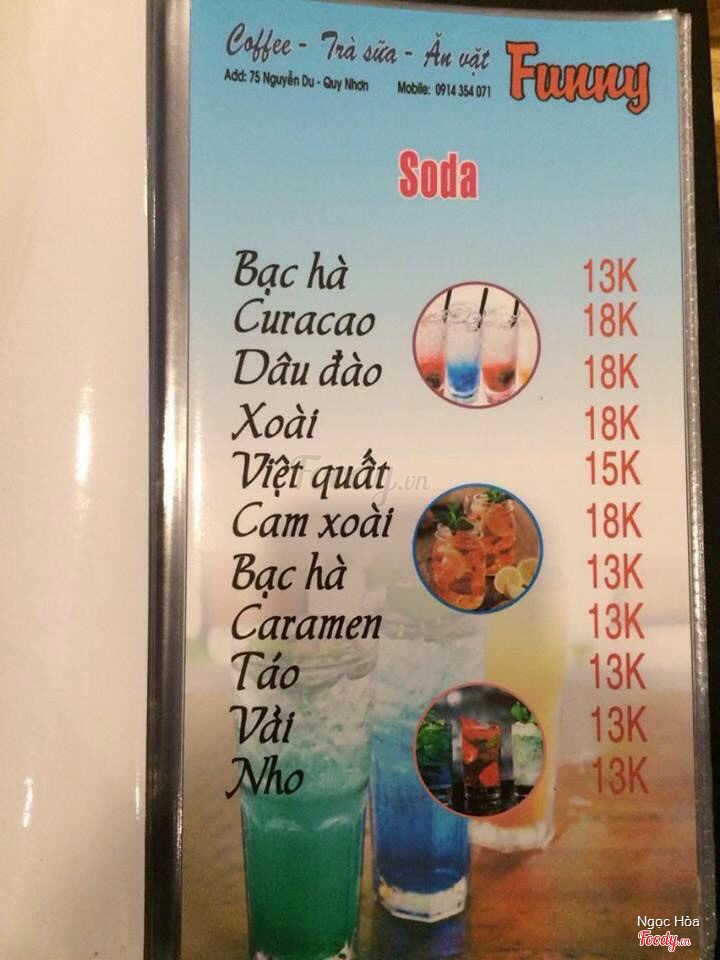 Coffee - Trà sữa - Ăn vặt
Funny
Add: 75 Nguyễn Du - Quy Nhơn Mobile: 0914 354 071
Soda
Bạc hà 13K
Curacao 18K
Dâu đào 18K
Xoài 18K
Việt quất 15K
Cam xoài 18K
Bạc hà 13K
Caramen 13K
Táo 13K
Vải 13K
Nho 13K
Foody.vn
Ngọc Hòa
Foody.vn